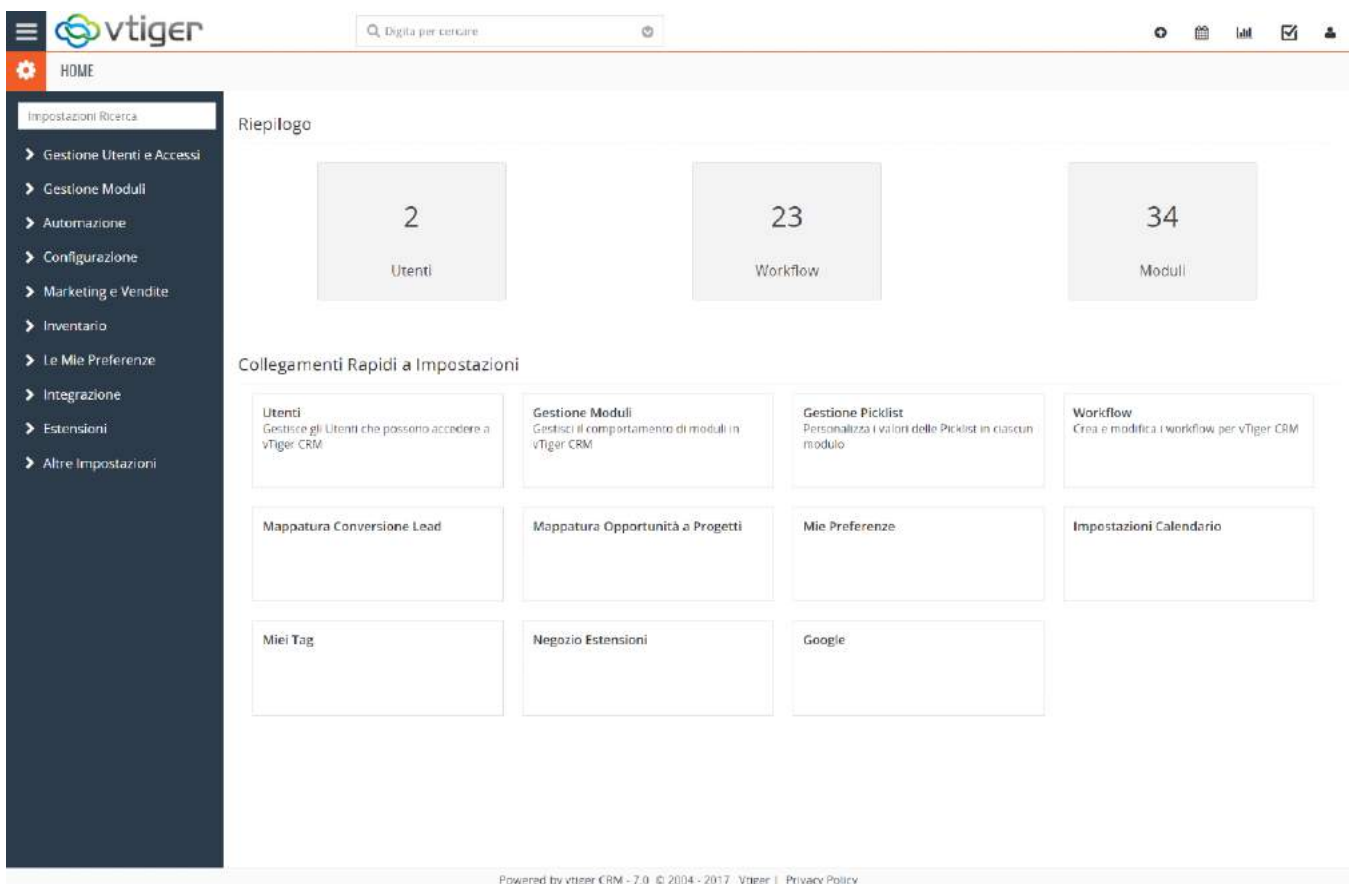 vtiger
Digita per cercare
HOME
Impostazioni Ricerca
Gestione Utenti e Accessi
Gestione Moduli
Automazione
Configurazione
Marketing e Vendite
Inventario
Le Mie Preferenze
Integrazione
Estensioni
Altre Impostazioni
Riepilogo
2
Utenti
23
Workflow
34
Moduli
Collegamenti Rapidi a Impostazioni
Utenti
Gestisce gli Utenti che possono accedere a
vTiger CRM
Gestione Moduli
Gestisci il comportamento di moduli in
vTiger CRM
Gestione Picklist
Personalizza i valori delle Picklist in ciascun
modulo
Workflow
Crea e modifica i workflow per vTiger CRM
Mappatura Conversione Lead
Mappatura Opportunità a Progetti
Mie Preferenze
Impostazioni Calendario
Miei Tag
Negozio Estensioni
Google
Powered by vtiger CRM - 7.0 © 2004 - 2017 Vtiger | Privacy Policy